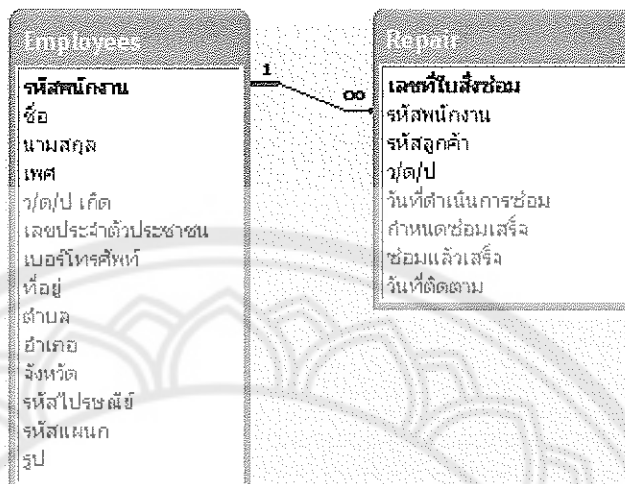 Employees
รหัสพนักงาน
ชื่อ
นามสกุล
เพศ
ว/ด/ป เกิด
เลขประจำตัวประชาชน
เบอร์โทรศัพท์
ที่อยู่
ตำบล
อำเภอ
จังหวัด
รหัสไปรษณีย์
รหัสแผนก
รูป
1
∞
Repair
เลขที่ใบสั่งซ่อม
รหัสพนักงาน
รหัสลูกค้า
ว/ด/ป
วันที่ดำเนินการซ่อม
กำหนดซ่อมเสร็จ
ซ่อมแล้วเสร็จ
วันที่ติดตาม